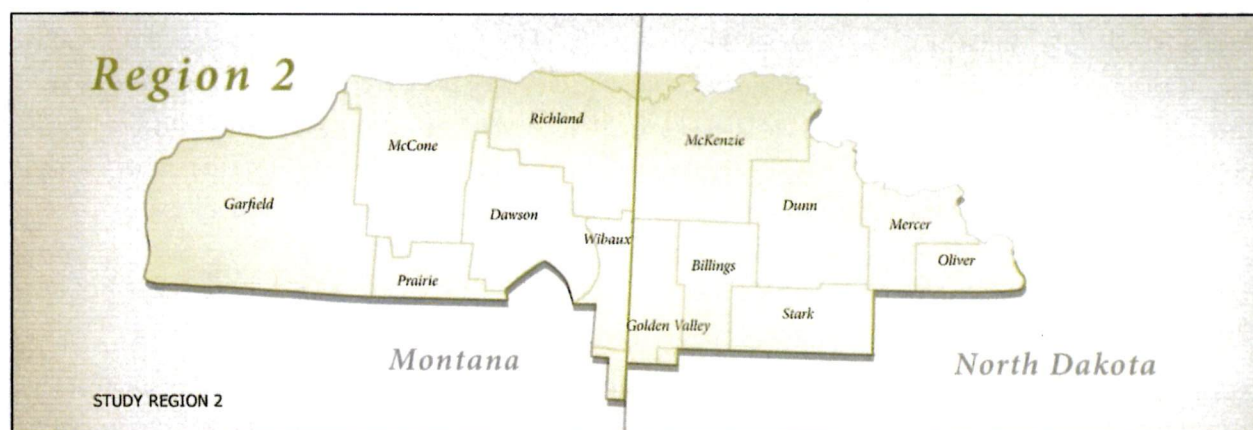 Region 2
Richland
McKenzie
McCone
Garfield
Dawson
Dunn
Mercer
Wibaux
Billings
Oliver
Prairie
Stark
Golden Valley
Montana
North Dakota
STUDY REGION 2